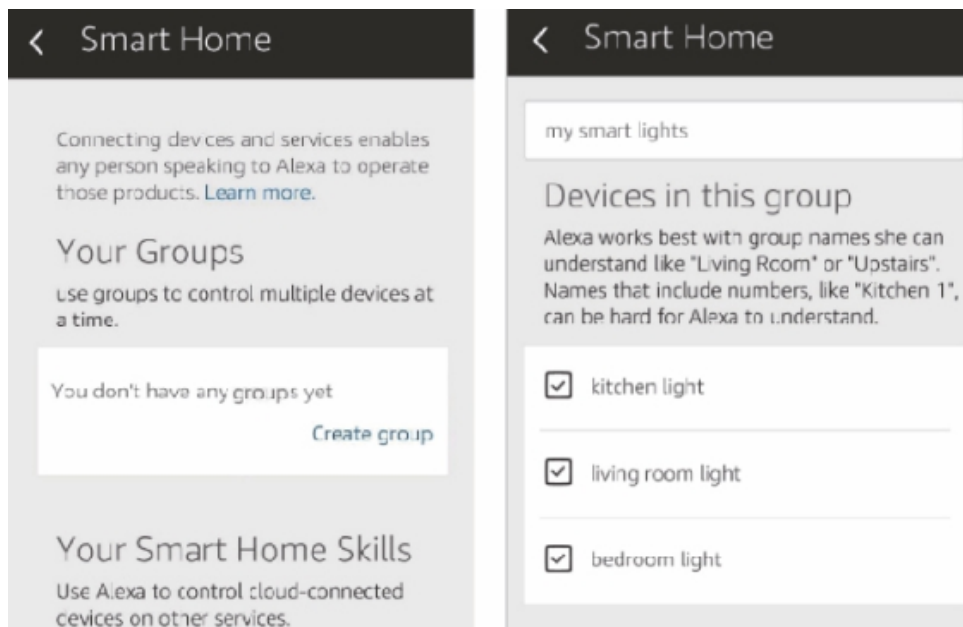 Smart Home
Connecting devices and services enables
any person speaking to Alexa to operate
those products. Learn more.
Your Groups
use groups to control multiple devices at
a time.
You don't have any groups yet
Create group
Your Smart Home Skills
Use Alexa to control cloud-connected
devices on other services.
Smart Home
my smart lights
Devices in this group
Alexa works best with group names she can
understand like "Living Room" or "Upstairs".
Names that include numbers, like "Kitchen 1",
can be hard for Alexa to understand.
kitchen light
living room light
bedroom light